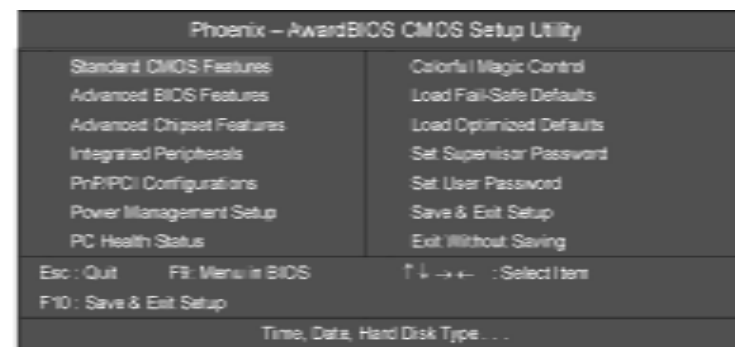 Phoenix – AwardBIOS CMOS Setup Utility
Standard CMOS Features
Advanced BIOS Features
Advanced Chipset Features
Integrated Peripherals
PnP/PCI Configurations
Power Management Setup
PC Health Status
Colorful Magic Control
Load Fail-Safe Defaults
Load Optimized Defaults
Set Supervisor Password
Set User Password
Save & Exit Setup
Exit Without Saving
Esc : Quit F9: Menu in BIOS ↑↓→← : Select Item
F10 : Save & Exit Setup
Time, Date, Hard Disk Type . . .